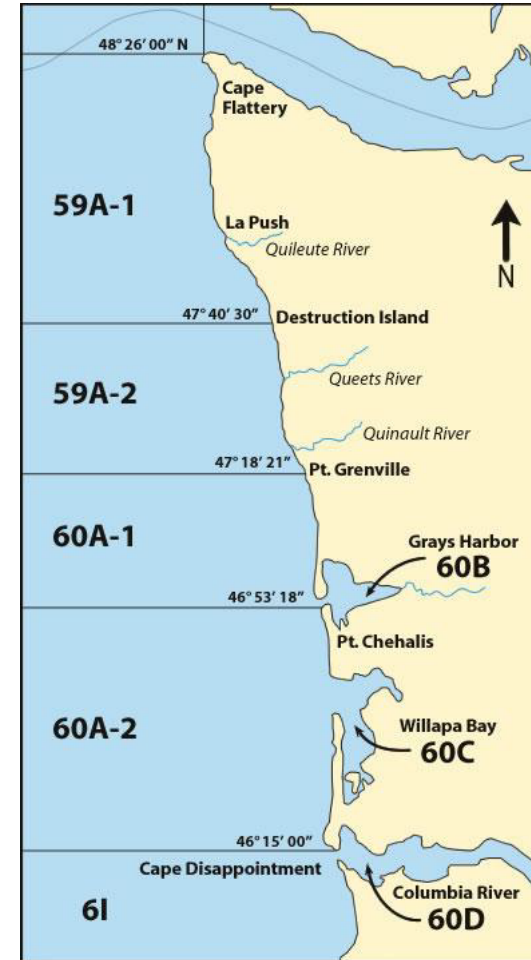 48° 26' 00" N
Cape
Flattery
59A-1
La Push
Quileute River
N
47° 40' 30"
Destruction Island
59A-2
Queets River
Quinault River
47° 18' 21"
Pt. Grenville
60A-1
Grays Harbor
60B
46° 53' 18"
Pt. Chehalis
60A-2
Willapa Bay
60C
46° 15' 00"
Cape Disappointment
Columbia River
60D
6I